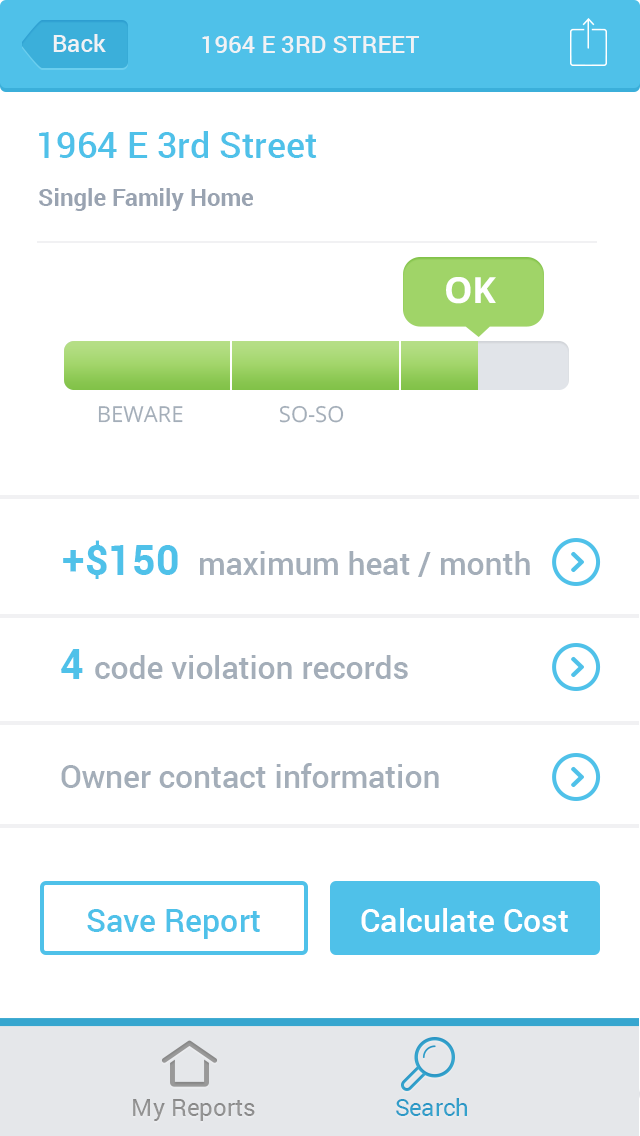 Back
1964 E 3RD STREET
1964 E 3rd Street
Single Family Home
OK
BEWARE
SO-SO
+$150 maximum heat / month
4 code violation records
Owner contact information
Save Report
Calculate Cost
My Reports
Search